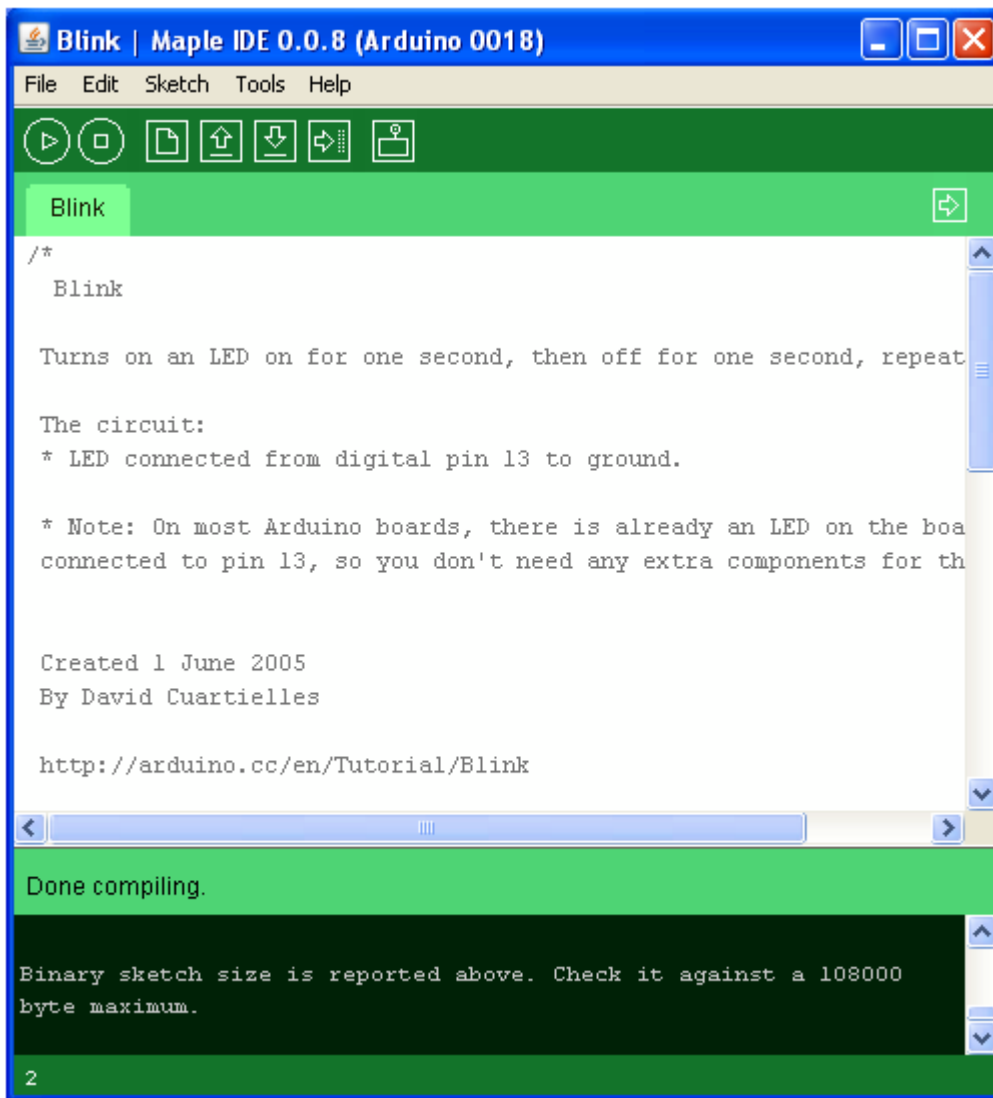 Blink | Maple IDE 0.0.8 (Arduino 0018)
File Edit Sketch Tools Help
Blink
/*
Blink
Turns on an LED on for one second, then off for one second, repeat
The circuit:
* LED connected from digital pin 13 to ground.
* Note: On most Arduino boards, there is already an LED on the boa
connected to pin 13, so you don't need any extra components for th
Created 1 June 2005
By David Cuartielles
http://arduino.cc/en/Tutorial/Blink
Done compiling.
Binary sketch size is reported above. Check it against a 108000
byte maximum.
2